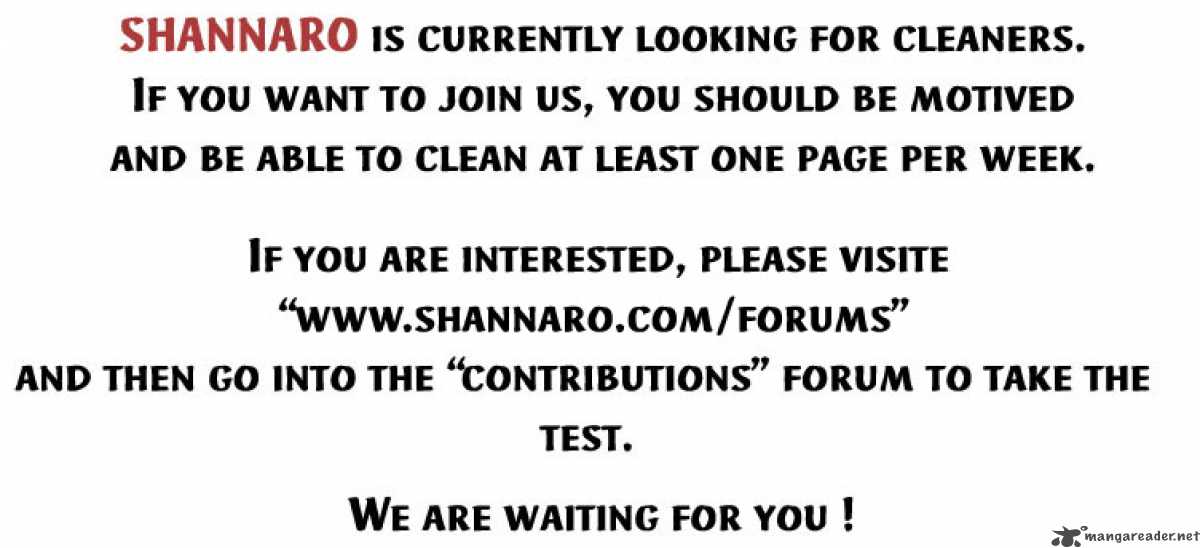 SHANNARO IS CURRENTLY LOOKING FOR CLEANERS.
IF YOU WANT TO JOIN US, YOU SHOULD BE MOTIVED
AND BE ABLE TO CLEAN AT LEAST ONE PAGE PER WEEK.
IF YOU ARE INTERESTED, PLEASE VISITE
“WWW.SHANNARO.COM/FORUMS”
AND THEN GO INTO THE “CONTRIBUTIONS” FORUM TO TAKE THE
TEST.
WE ARE WAITING FOR YOU !
mangareader.net